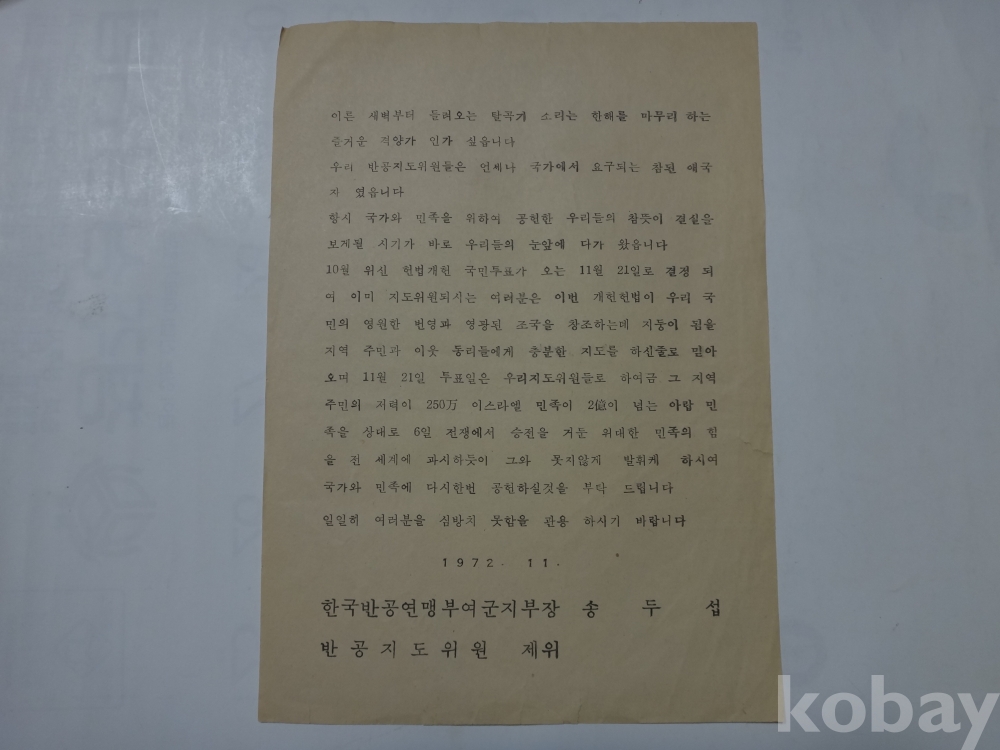 이른 새벽부터 들려오는 탈곡기 소리는 한해를 마무리 하는
즐거운 격양가 인가 싶읍니다
우리 반공지도위원들은 언제나 국가에서 요구되는 참된 애국
자 였읍니다
항시 국가와 민족을 위하여 공헌한 우리들의 참뜻이 결실을
보게될 시기가 바로 우리들의 눈앞에 다가 왔읍니다
10월 유신 헌법개헌 국민투표가 오는 11월 21일로 결정 되
여 이미 지도위원되시는 여러분은 이번 개헌헌법이 우리 국
민의 영원한 번영과 영광된 조국을 창조하는데 지둥이 됨을
지역 주민과 이웃 동리들에게 충분한 지도를 하신줄로 믿아
오며 11월 21일 투표일은 우리지도위원들로 하여금 그 지역
주민의 저력이 250万 이스라엘 민족이 2億이 넘는 아랍 민
족을 상대로 6일 전쟁에서 승전을 거둔 위대한 민족의 힘
을 전 세계에 과시하듯이 그와 못지않게 발휘케 하시여
국가와 민족에 다시한번 공헌하실것을 부탁 드립니다
일일히 여러분을 심방치 못함을 관용 하시기 바랍니다
1972. 11.
한국반공연맹부여군지부장 송 두 섭
반공지도위원 제위
kobay